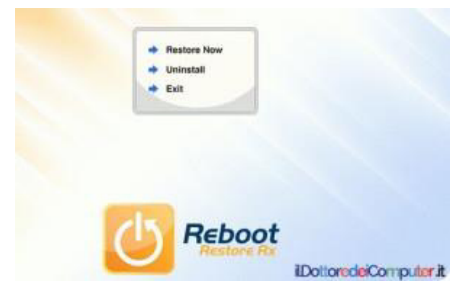 Restore Now
Uninstall
Exit
Reboot
Restore Rx
ilDottoredeiComputer.it